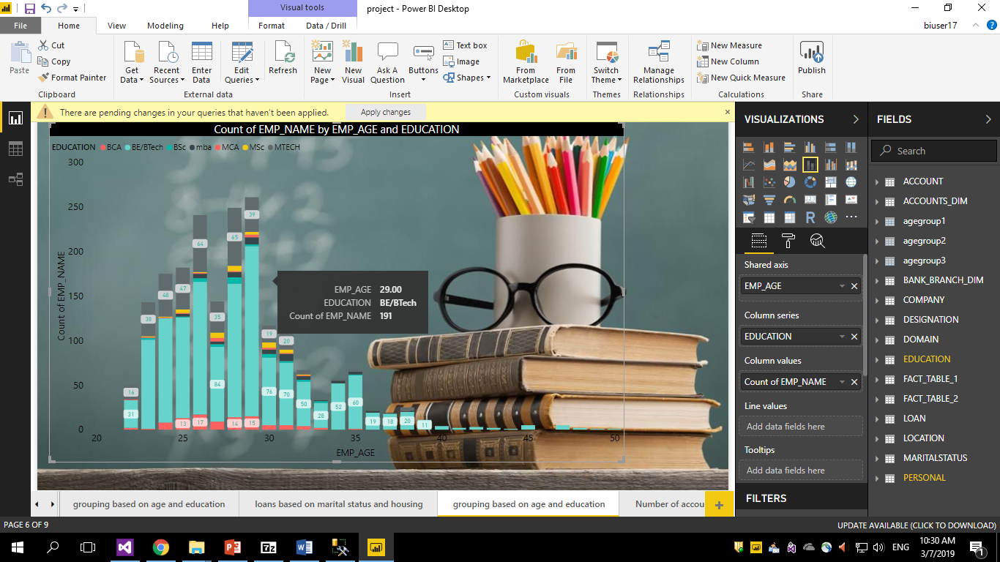 Visual tools
project - Power BI Desktop
File
Home
View
Modeling
Help
Format
Data / Drill
biuser17
Paste
Cut
Copy
Format Painter
Clipboard
Get Data
Recent Sources
Enter Data
Edit Queries
Refresh
External data
New Page
New Visual
Ask A Question
Buttons
Text box
Image
Shapes
Insert
From Marketplace
From File
Custom visuals
Switch Theme
Themes
Manage Relationships
Relationships
New Measure
New Column
New Quick Measure
Calculations
Publish
Share
There are pending changes in your queries that haven't been applied.
Apply changes
Count of EMP_NAME by EMP_AGE and EDUCATION
EDUCATION BCA BE/BTech BSc mba MCA MSc MTECH
Count of EMP_NAME
300
250
200
150
100
50
0
16
31
38
48
47
13
64
17
35
84
65
14
39
15
19
76
20
70
50
28
52
60
19
18
20
11
EMP_AGE 29.00
EDUCATION BE/BTech
Count of EMP_NAME 191
20 25 30 35 40 45 50
EMP_AGE
VISUALIZATIONS
R
Shared axis
EMP_AGE
Column series
EDUCATION
Column values
Count of EMP_NAME
Line values
Add data fields here
Tooltips
Add data fields here
FILTERS
FIELDS
Search
ACCOUNT
ACCOUNTS_DIM
agegroup1
agegroup2
agegroup3
BANK_BRANCH_DIM
COMPANY
DESIGNATION
DOMAIN
EDUCATION
FACT_TABLE_1
FACT_TABLE_2
LOAN
LOCATION
MARITALSTATUS
PERSONAL
grouping based on age and education
loans based on marital status and housing
grouping based on age and education
Number of accou
PAGE 6 OF 9
UPDATE AVAILABLE (CLICK TO DOWNLOAD)
ENG
10:30 AM
3/7/2019
1